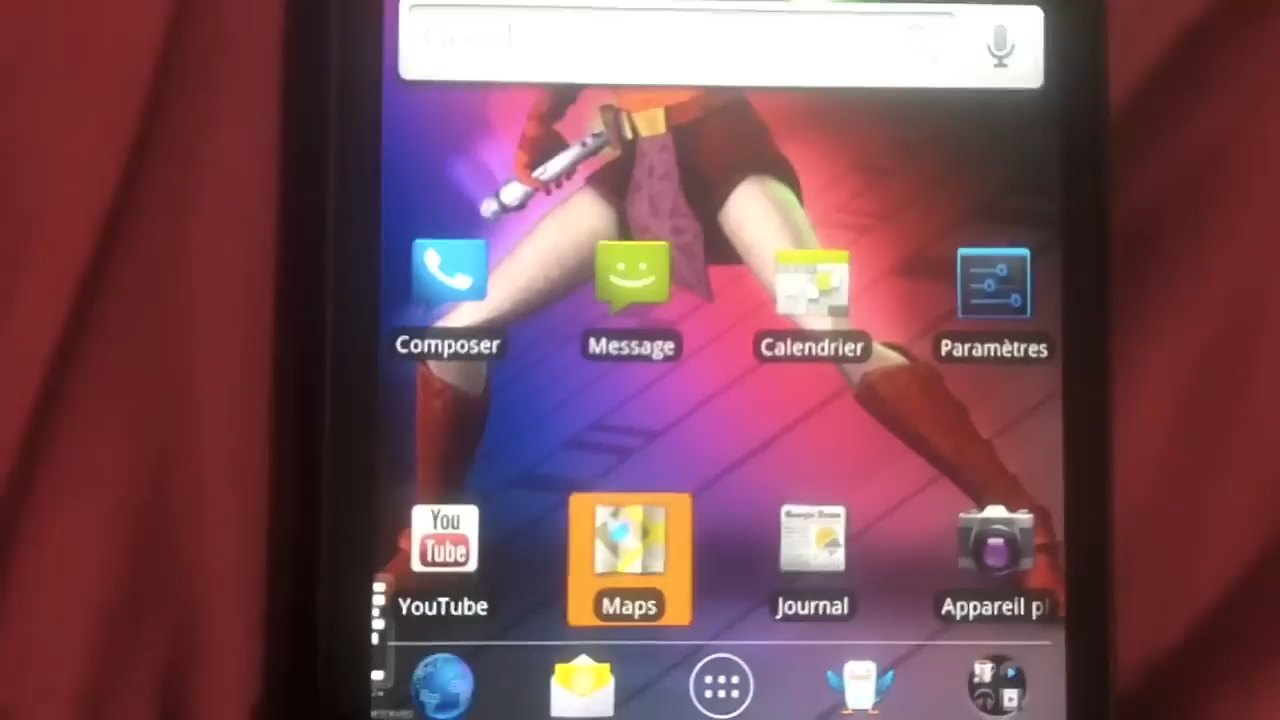 Composer
Message
Calendrier
Paramètres
You
Tube
YouTube
Maps
Journal
Appareil